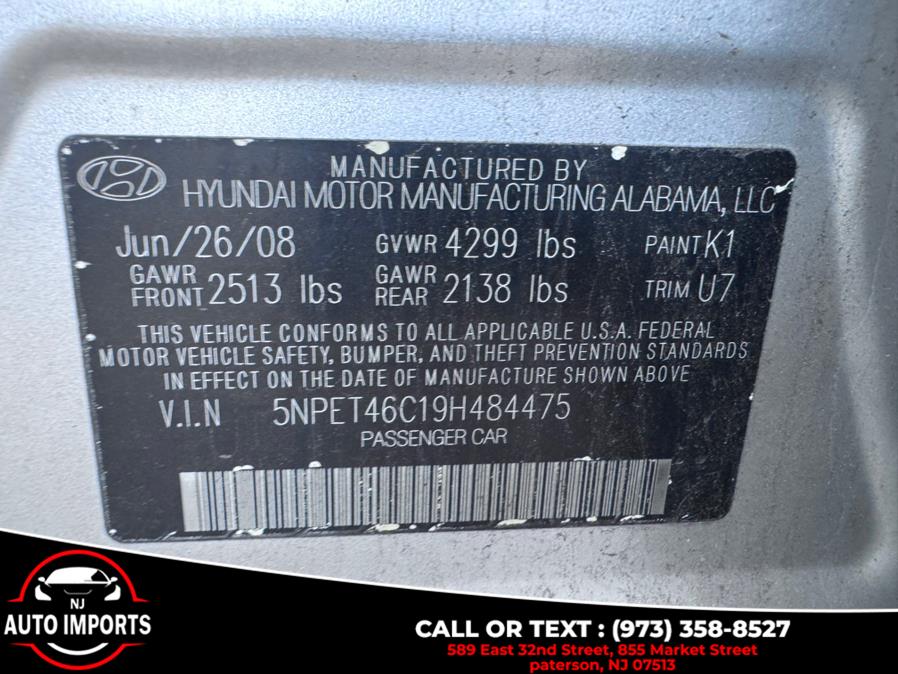 MANUFACTURED BY
HYUNDAI MOTOR MANUFACTURING ALABAMA, LLC
Jun/26/08 GVWR 4299 lbs PAINT K1
GAWR FRONT 2513 lbs GAWR REAR 2138 lbs TRIM U7
THIS VEHICLE CONFORMS TO ALL APPLICABLE U.S.A. FEDERAL
MOTOR VEHICLE SAFETY, BUMPER, AND THEFT PREVENTION STANDARDS
IN EFFECT ON THE DATE OF MANUFACTURE SHOWN ABOVE
V.I.N 5NPET46C19H484475
PASSENGER CAR
NJ
AUTO IMPORTS
CALL OR TEXT : (973) 358-8527
589 East 32nd Street, 855 Market Street
paterson, NJ 07513